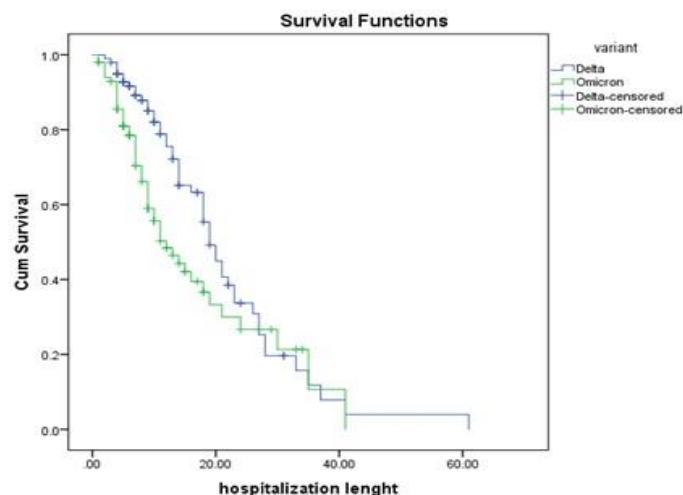 Survival Functions
variant
Delta
Omicron
Delta-censored
Omicron-censored
Cum Survival
1.0
0.8
0.6
0.4
0.2
0.0
.00
20.00
40.00
60.00
hospitalization lenght